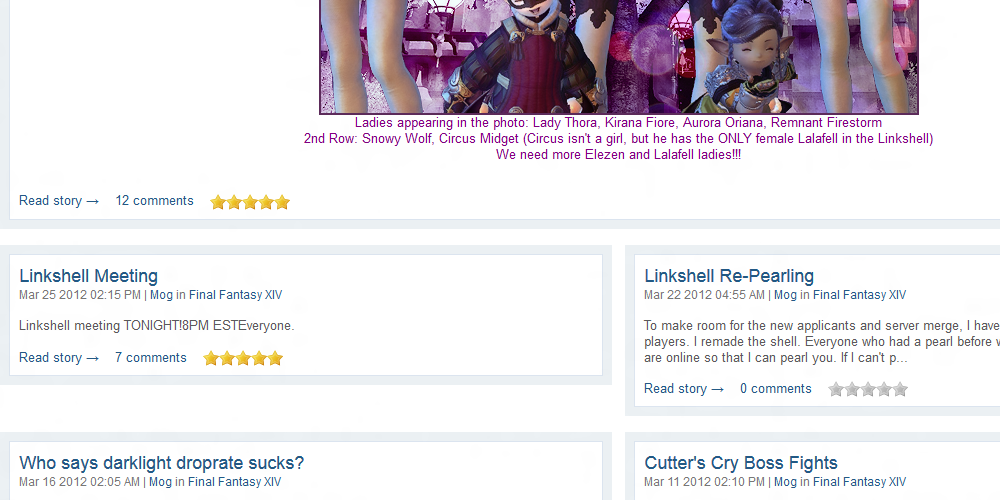 Ladies appearing in the photo: Lady Thora, Kirana Fiore, Aurora Oriana, Remnant Firestorm
2nd Row: Snowy Wolf, Circus Midget (Circus isn't a girl, but he has the ONLY female Lalafell in the Linkshell)
We need more Elezen and Lalafell ladies!!!
Read story → 12 comments
Linkshell Meeting
Mar 25 2012 02:15 PM | Mog in Final Fantasy XIV
Linkshell meeting TONIGHT!8PM ESTEveryone.
Read story → 7 comments
Linkshell Re-Pearling
Mar 22 2012 04:55 AM | Mog in Final Fantasy XIV
To make room for the new applicants and server merge, I have
players. I remade the shell. Everyone who had a pearl before w
are online so that I can pearl you. If I can't p...
Read story → 0 comments
Who says darklight droprate sucks?
Mar 16 2012 02:05 AM | Mog in Final Fantasy XIV
Cutter's Cry Boss Fights
Mar 11 2012 02:10 PM | Mog in Final Fantasy XIV